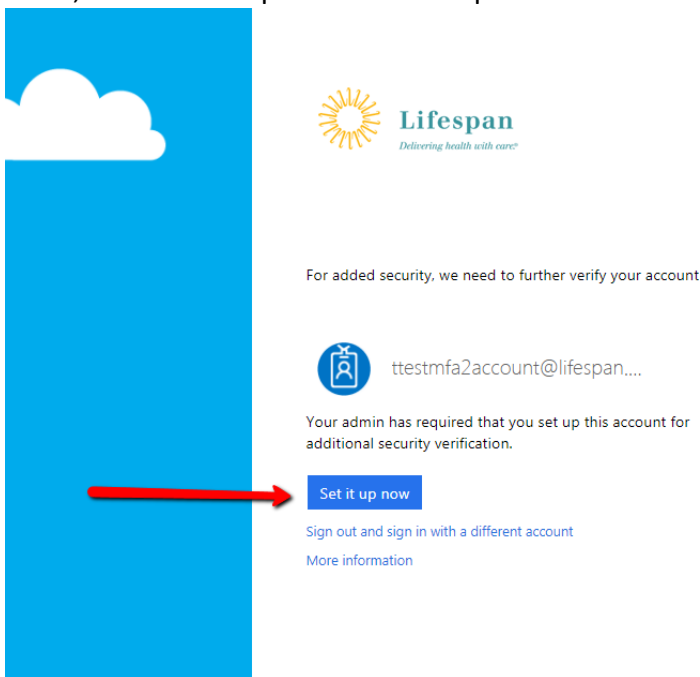 Lifespan
Delivering health with care®
For added security, we need to further verify your account
ttestmfa2account@lifespan....
Your admin has required that you set up this account for
additional security verification.
Set it up now
Sign out and sign in with a different account
More information